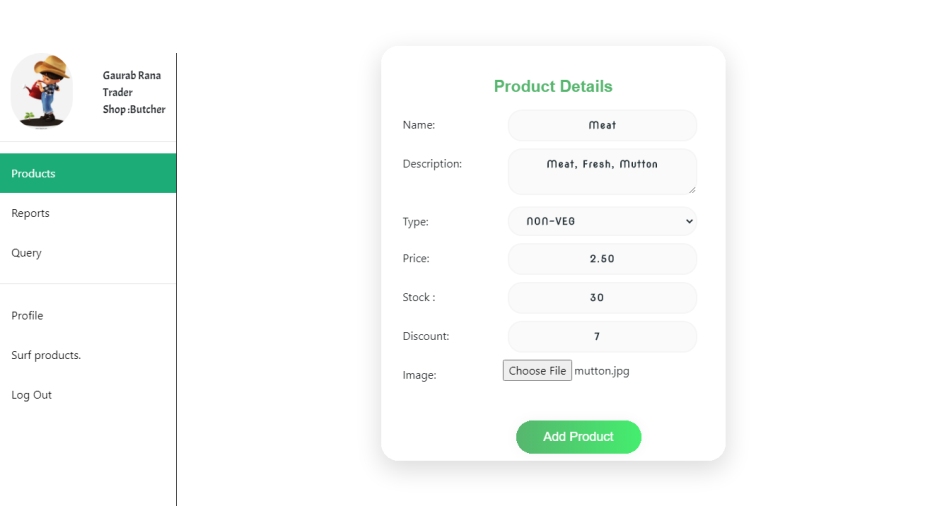 Gaurab Rana
Trader
Shop :Butcher
Products
Reports
Query
Profile
Surf products.
Log Out
Product Details
Name: Meat
Description: Meat, Fresh, Mutton
Type: NON-VEG
Price: 2.50
Stock : 30
Discount: 7
Image: Choose File mutton.jpg
Add Product